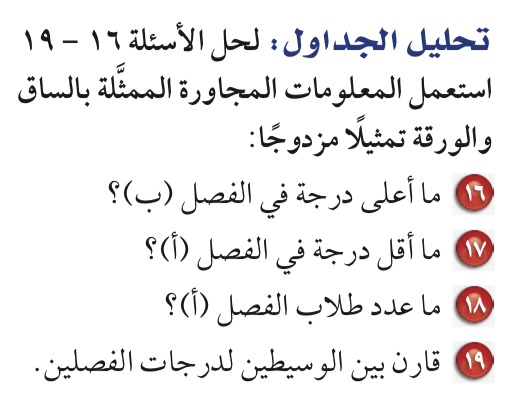 تحليل الجداول: لحل الأسئلة ١٦ – ١٩
استعمل المعلومات المجاورة الممثَّلة بالساق
والورقة تمثيلًا مزدوجًا:
١٦ ما أعلى درجة في الفصل (ب)؟
١٧ ما أقل درجة في الفصل (أ)؟
١٨ ما عدد طلاب الفصل (أ)؟
١٩ قارن بين الوسيطين لدرجات الفصلين.